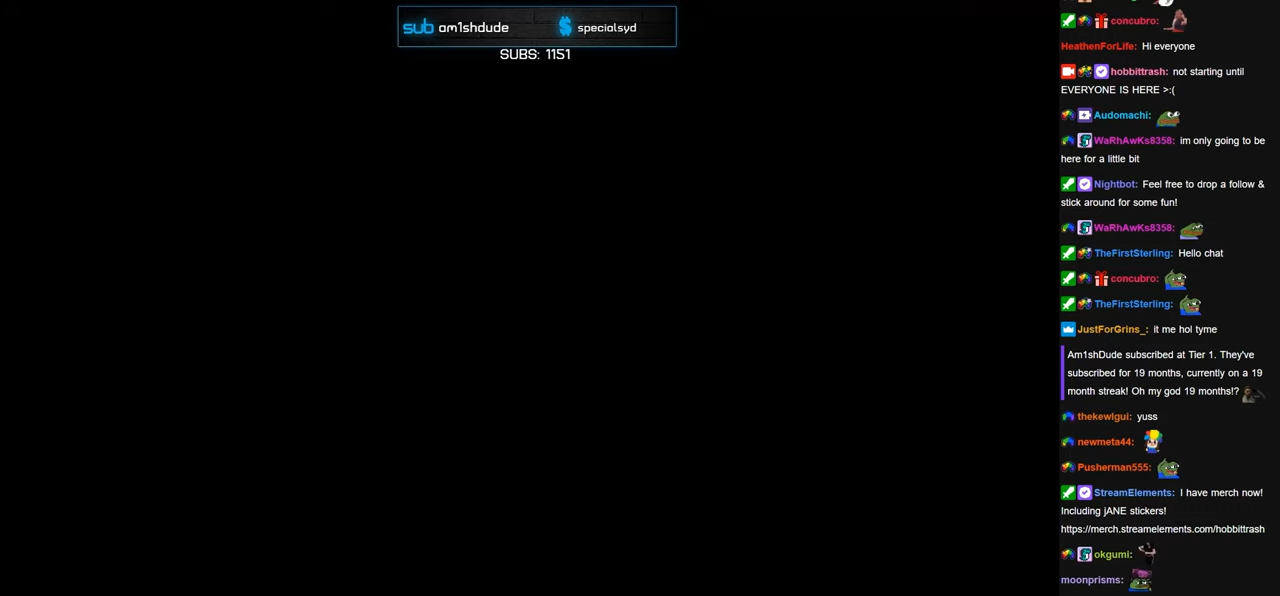 sub am1shdude $ specialsyd
SUBS: 1151
concubro:
HeathenForLife: Hi everyone
hobbittrash: not starting until
EVERYONE IS HERE >:(
Audomachi:
WaRhAwKs8358: im only going to be
here for a little bit
Nightbot: Feel free to drop a follow &
stick around for some fun!
WaRhAwKs8358:
TheFirstSterling: Hello chat
concubro:
TheFirstSterling:
JustForGrins_: it me hol tyme
Am1shDude subscribed at Tier 1. They've
subscribed for 19 months, currently on a 19
month streak! Oh my god 19 months!?
thekewlgui: yuss
newmeta44:
Pusherman555:
StreamElements: I have merch now!
Including jANE stickers!
https://merch.streamelements.com/hobbittrash
okgumi:
moonprisms: